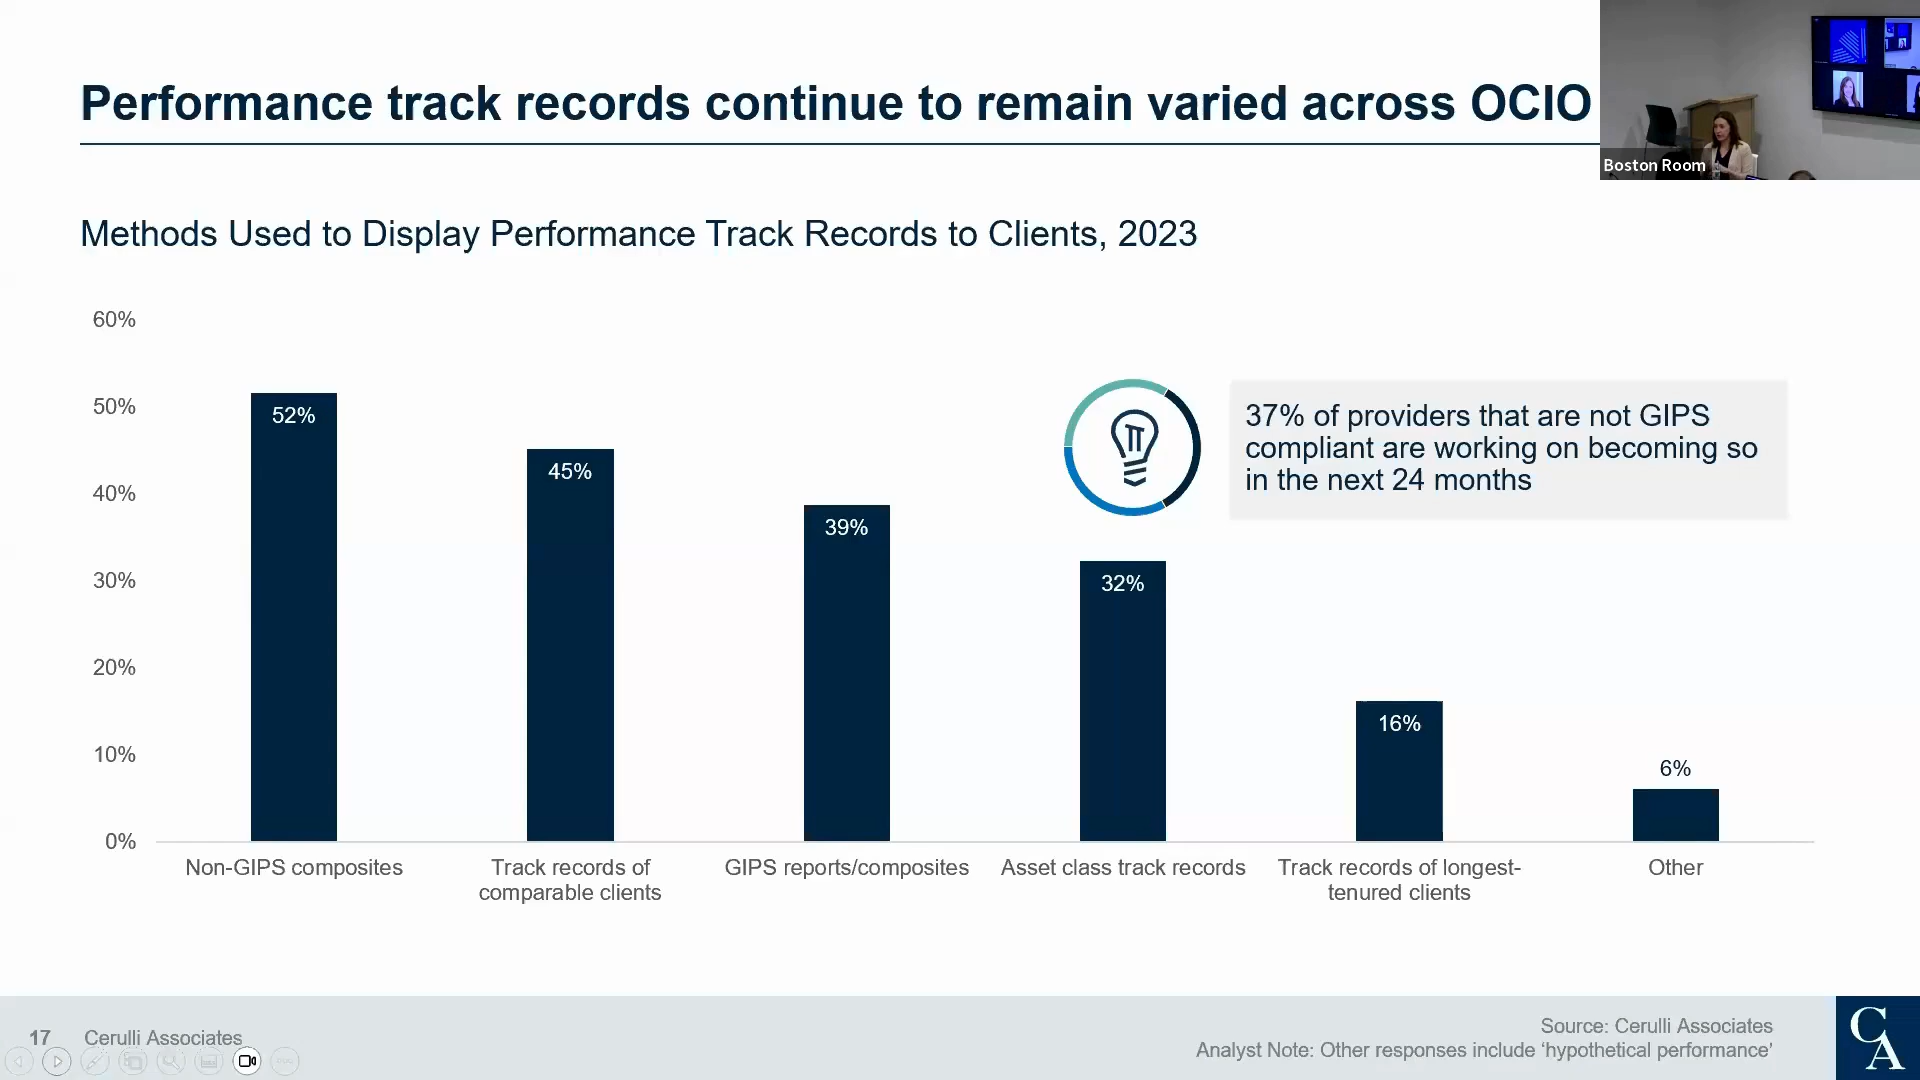 Performance track records continue to remain varied across OCIO
Boston Room
Methods Used to Display Performance Track Records to Clients, 2023
60%
50%
40%
30%
20%
10%
0%
52%
45%
39%
32%
16%
6%
37% of providers that are not GIPS
compliant are working on becoming so
in the next 24 months
Non-GIPS composites
Track records of
comparable clients
GIPS reports/composites
Asset class track records
Track records of longest-
tenured clients
Other
17
Cerulli Associates
Source: Cerulli Associates
Analyst Note: Other responses include ‘hypothetical performance’
CA